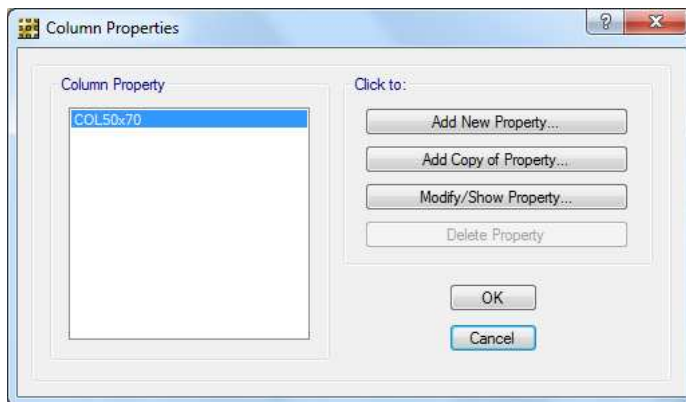 Column Properties
Column Property
COL50x70
Click to:
Add New Property...
Add Copy of Property...
Modify/Show Property...
Delete Property
OK
Cancel